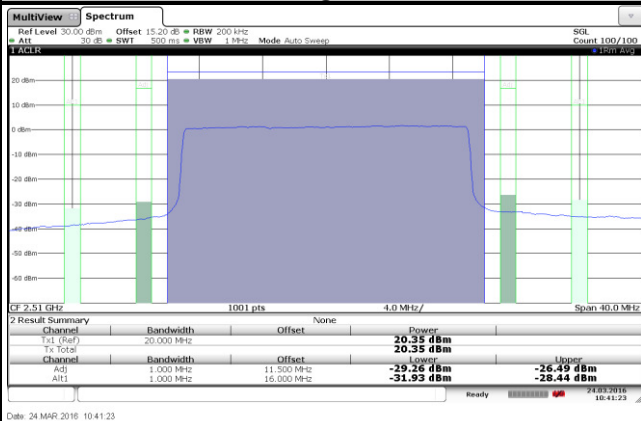 MultiView Spectrum
Ref Level 30.00 dBm Offset 15.20 dB RBW 200 kHz SGL
Att 30 dB SWT 500 ms VBW 1 MHz Mode Auto Sweep Count 100/100
1 ACLR 1Rm Avg
20 dBm
10 dBm
0 dBm
-10 dBm
-20 dBm
-30 dBm
-40 dBm
-50 dBm
-60 dBm
CF 2.51 GHz 1001 pts 4.0 MHz/ Span 40.0 MHz
2 Result Summary None
Channel Bandwidth Offset Power
Tx1 (Ref) 20.000 MHz 20.35 dBm
Tx Total 20.35 dBm
Channel Bandwidth Offset Lower Upper
Adj 1.000 MHz 11.500 MHz -29.26 dBm -26.49 dBm
Alt1 1.000 MHz 16.000 MHz -31.93 dBm -28.44 dBm
Ready 24.03.2016
10:41:23
Date: 24.MAR.2016 10:41:23